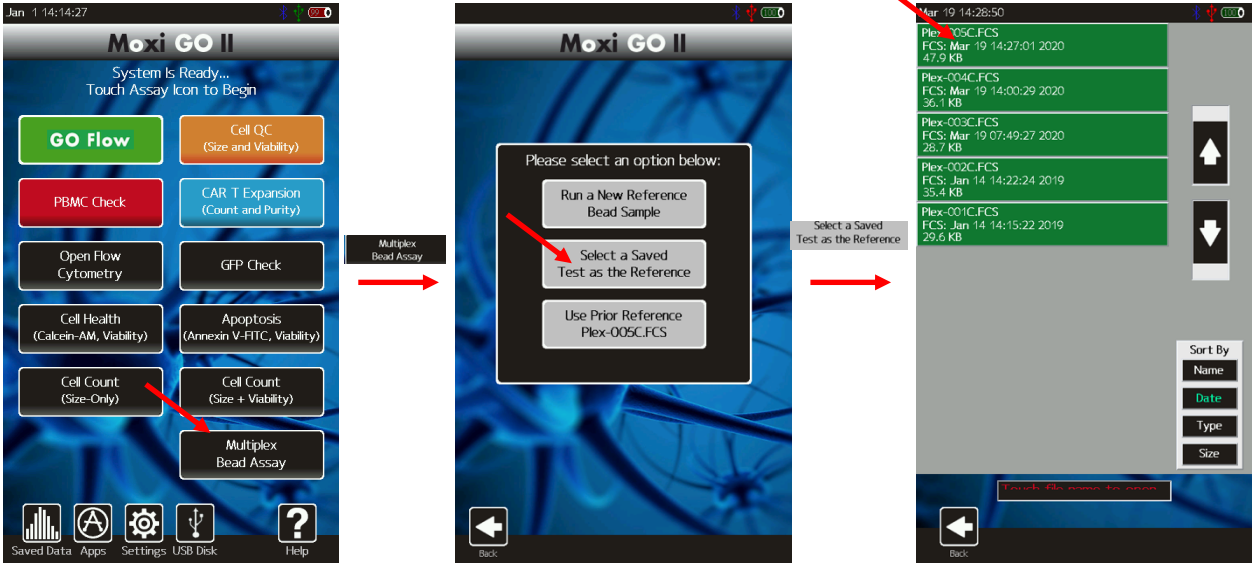 Jan 1 14:14:27
99
Moxi GO II
System Is Ready...
Touch Assay Icon to Begin
GO Flow
Cell QC
(Size and Viability)
PBMC Check
CAR T Expansion
(Count and Purity)
Open Flow
Cytometry
GFP Check
Cell Health
(Calcein-AM, Viability)
Apoptosis
(Annexin V-FITC, Viability)
Cell Count
(Size-Only)
Cell Count
(Size + Viability)
Multiplex
Bead Assay
Saved Data
Apps
Settings
USB Disk
?
Help
Multiplex
Bead Assay
100
Moxi GO II
Please select an option below:
Run a New Reference
Bead Sample
Select a Saved
Test as the Reference
Use Prior Reference
Plex-005C.FCS
Back
Select a Saved
Test as the Reference
Mar 19 14:28:50
100
Plex-005C.FCS
FCS: Mar 19 14:27:01 2020
47.9 KB
Plex-004C.FCS
FCS: Mar 19 14:00:29 2020
36.1 KB
Plex-003C.FCS
FCS: Mar 19 07:49:27 2020
28.7 KB
Plex-002C.FCS
FCS: Jan 14 14:22:24 2019
35.4 KB
Plex-001C.FCS
FCS: Jan 14 14:15:22 2019
29.6 KB
Sort By
Name
Date
Type
Size
Touch file name to open
Back